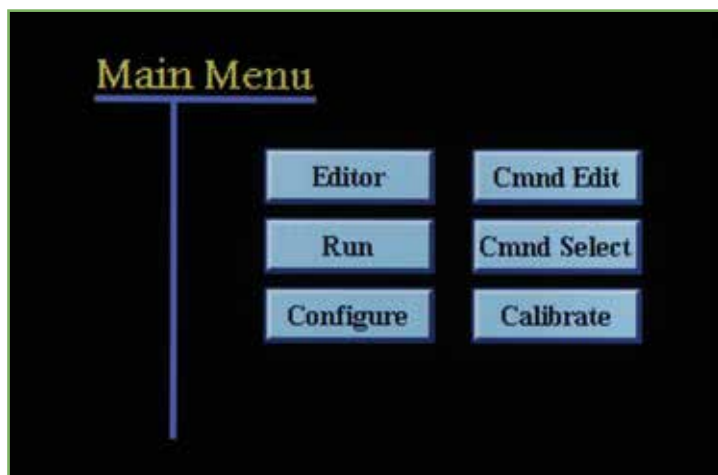 Main Menu
Editor
Cmnd Edit
Run
Cmnd Select
Configure
Calibrate